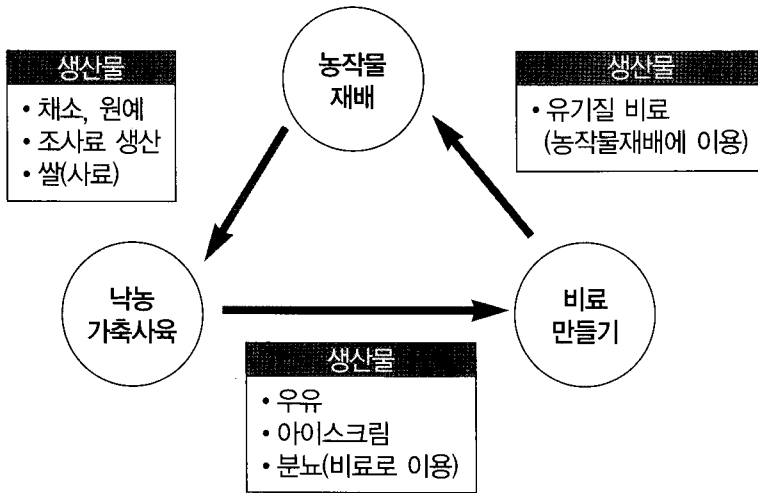 농작물
재배
생산물
• 채소, 원예
• 조사료 생산
• 쌀(사료)
생산물
• 유기질 비료
(농작물재배에 이용)
낙농
가축사육
비료
만들기
생산물
• 우유
• 아이스크림
• 분뇨(비료로 이용)